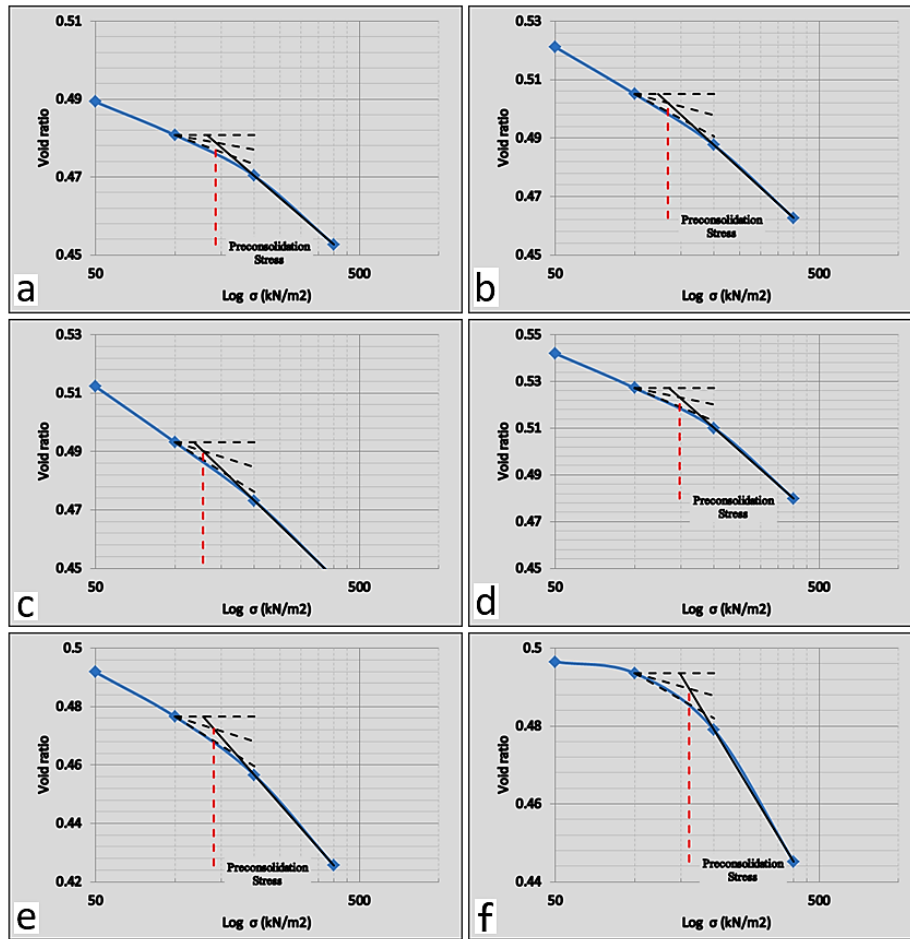 0.51
0.49
0.47
0.45
Void ratio
50
500
Log σ (kN/m2)
Preconsolidation
Stress
a
0.53
0.51
0.49
0.47
0.45
Void ratio
50
500
Log σ (kN/m2)
Preconsolidation
Stress
b
0.53
0.51
0.49
0.47
0.45
Void ratio
50
500
Log σ (kN/m2)
c
0.55
0.53
0.51
0.49
0.47
0.45
Void ratio
50
500
Log σ (kN/m2)
Preconsolidation
Stress
d
0.5
0.48
0.46
0.44
0.42
Void ratio
50
500
Log σ (kN/m2)
Preconsolidation
Stress
e
0.5
0.48
0.46
0.44
Void ratio
50
500
Log σ (kN/m2)
Preconsolidation
Stress
f